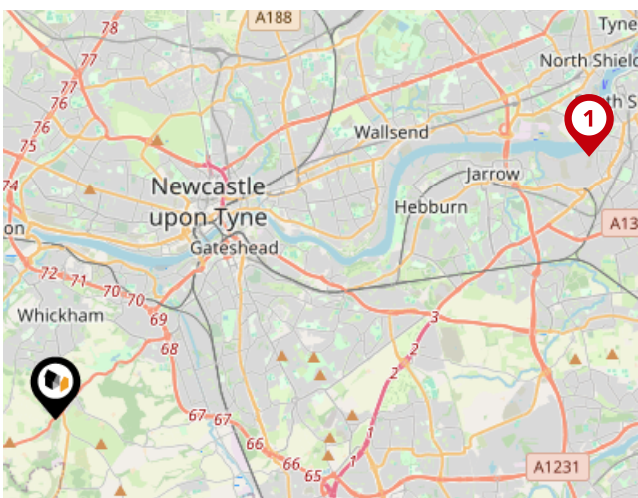 A188
Tyne
78
North Shield
77
77
76
76
75
74
1
Wallsend
Newcastle
upon Tyne
Jarrow
Hebburn
A13
on
Gateshead
72
71
70
70
69
68
Whickham
3
2
2
1
1
67
67
66
66
65
A1231